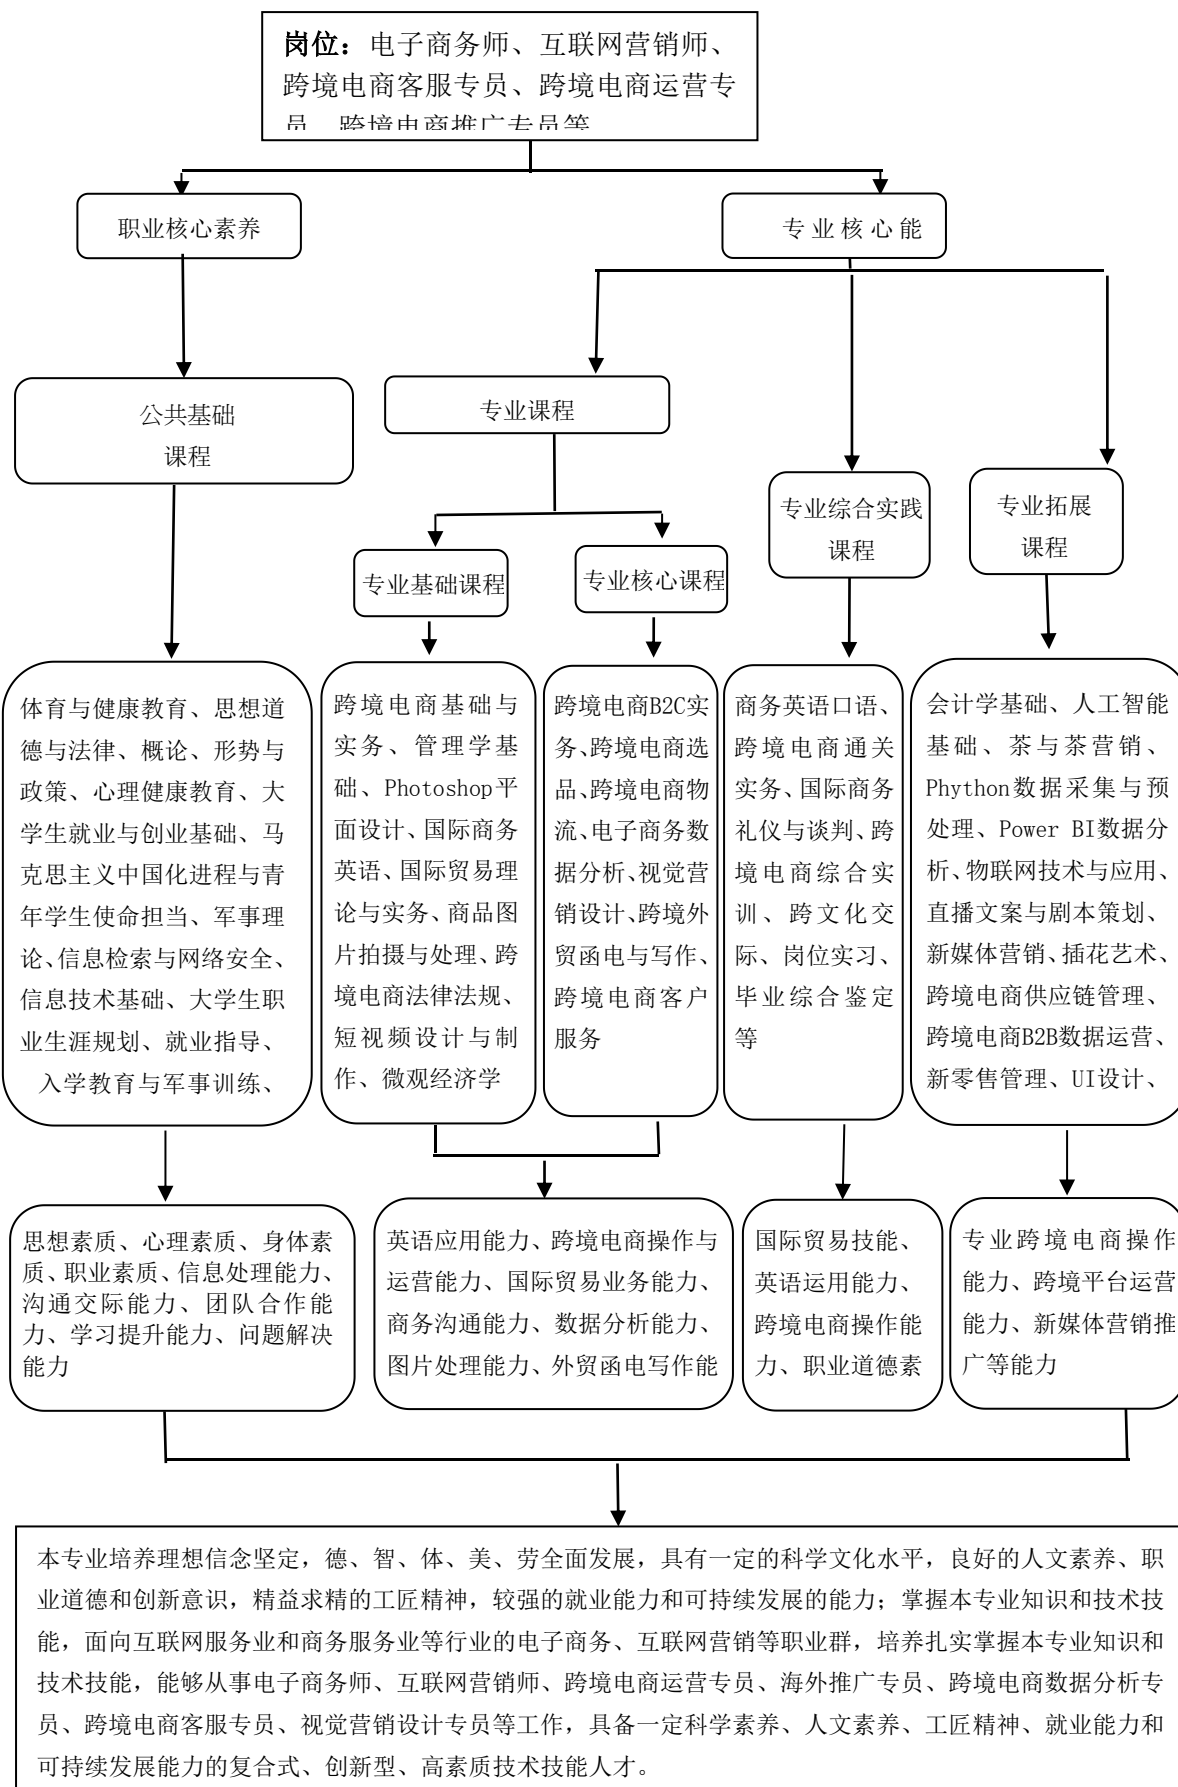 岗位：电子商务师、互联网营销师、
跨境电商客服专员、跨境电商运营专
员、跨境电商推广专员等
职业核心素养
专业核心能
公共基础
课程
专业课程
专业综合实践
课程
专业拓展
课程
专业基础课程
专业核心课程
体育与健康教育、思想道
德与法律、概论、形势与
政策、心理健康教育、大
学生就业与创业基础、马
克思主义中国化进程与青
年学生使命担当、军事理
论、信息检索与网络安全、
信息技术基础、大学生职
业生涯规划、就业指导、
入学教育与军事训练、
跨境电商基础与
实务、管理学基
础、Photoshop平
面设计、国际商务
英语、国际贸易理
论与实务、商品图
片拍摄与处理、跨
境电商法律法规、
短视频设计与制
作、微观经济学
跨境电商B2C实
务、跨境电商选
品、跨境电商物
流、电子商务数
据分析、视觉营
销设计、跨境外
贸函电与写作、
跨境电商客户
服务
商务英语口语、
跨境电商通关
实务、国际商务
礼仪与谈判、跨
境电商综合实
训、跨文化交
际、岗位实习、
毕业综合鉴定
等
会计学基础、人工智能
基础、茶与茶营销、
Phython数据采集与预
处理、Power BI数据分
析、物联网技术与应用、
直播文案与剧本策划、
新媒体营销、插花艺术、
跨境电商供应链管理、
跨境电商B2B数据运营、
新零售管理、UI设计、
思想素质、心理素质、身体素
质、职业素质、信息处理能力、
沟通交际能力、团队合作能
力、学习提升能力、问题解决
能力
英语应用能力、跨境电商操作与
运营能力、国际贸易业务能力、
商务沟通能力、数据分析能力、
图片处理能力、外贸函电写作能
国际贸易技能、
英语运用能力、
跨境电商操作能
力、职业道德素
专业跨境电商操作
能力、跨境平台运营
能力、新媒体营销推
广等能力
本专业培养理想信念坚定，德、智、体、美、劳全面发展，具有一定的科学文化水平，良好的人文素养、职
业道德和创新意识，精益求精的工匠精神，较强的就业能力和可持续发展的能力；掌握本专业知识和技术技
能，面向互联网服务业和商务服务业等行业的电子商务、互联网营销等职业群，培养扎实掌握本专业知识和
技术技能，能够从事电子商务师、互联网营销师、跨境电商运营专员、海外推广专员、跨境电商数据分析专
员、跨境电商客服专员、视觉营销设计专员等工作，具备一定科学素养、人文素养、工匠精神、就业能力和
可持续发展能力的复合式、创新型、高素质技术技能人才。